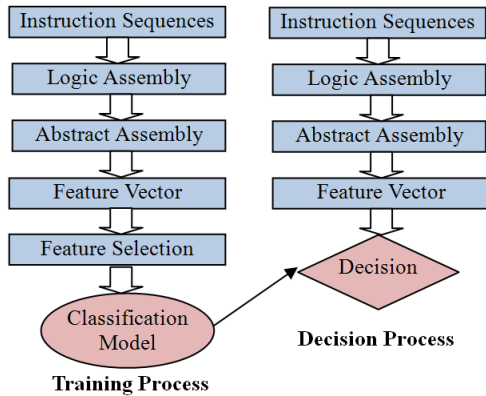 Instruction Sequences
Logic Assembly
Abstract Assembly
Feature Vector
Feature Selection
Classification
Model
Training Process
Instruction Sequences
Logic Assembly
Abstract Assembly
Feature Vector
Decision
Decision Process